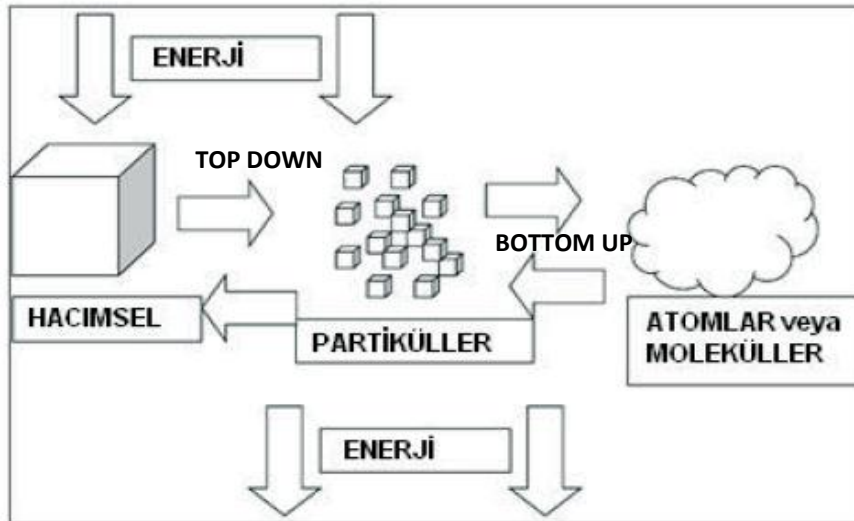 ENERJİ
TOP DOWN
BOTTOM UP
HACIMSEL
PARTİKÜLLER
ATOMLAR veya
MOLEKÜLLER
ENERJİ